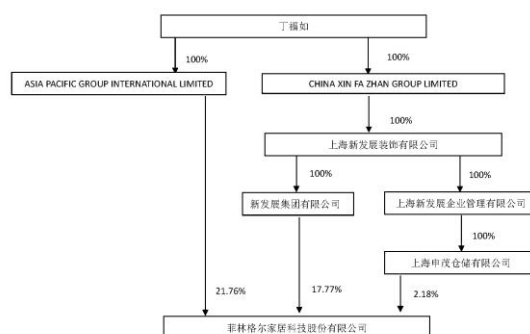 丁福如
100%
100%
ASIA PACIFIC GROUP INTERNATIONAL LIMITED
CHINA XIN FA ZHAN GROUP LIMITED
100%
上海新发展装饰有限公司
100%
100%
新发展集团有限公司
上海新发展企业管理有限公司
100%
上海申茂仓储有限公司
21.76%
17.77%
2.18%
菲林格尔家居科技股份有限公司